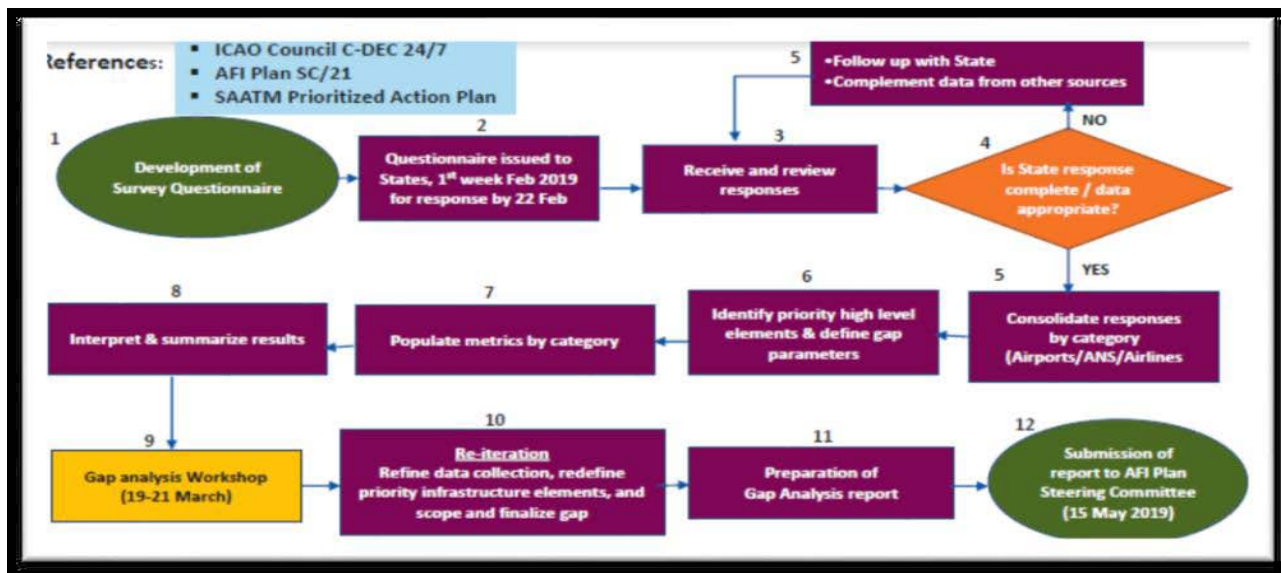 References:
▪ ICAO Council C-DEC 24/7
▪ AFI Plan SC/21
▪ SAATM Prioritized Action Plan
1
Development of
Survey Questionnaire
2
Questionnaire issued to
States, 1st week Feb 2019
for response by 22 Feb
3
Receive and review
responses
5
•Follow up with State
•Complement data from other sources
NO
4
Is State response
complete / data
appropriate?
YES
5
Consolidate responses
by category
(Airports/ANS/Airlines
6
Identify priority high level
elements & define gap
parameters
7
Populate metrics by category
8
Interpret & summarize results
9
Gap analysis Workshop
(19-21 March)
10
Re-iteration
Refine data collection, redefine
priority infrastructure elements, and
scope and finalize gap
11
Preparation of
Gap Analysis report
12
Submission of
report to AFI Plan
Steering Committee
(15 May 2019)